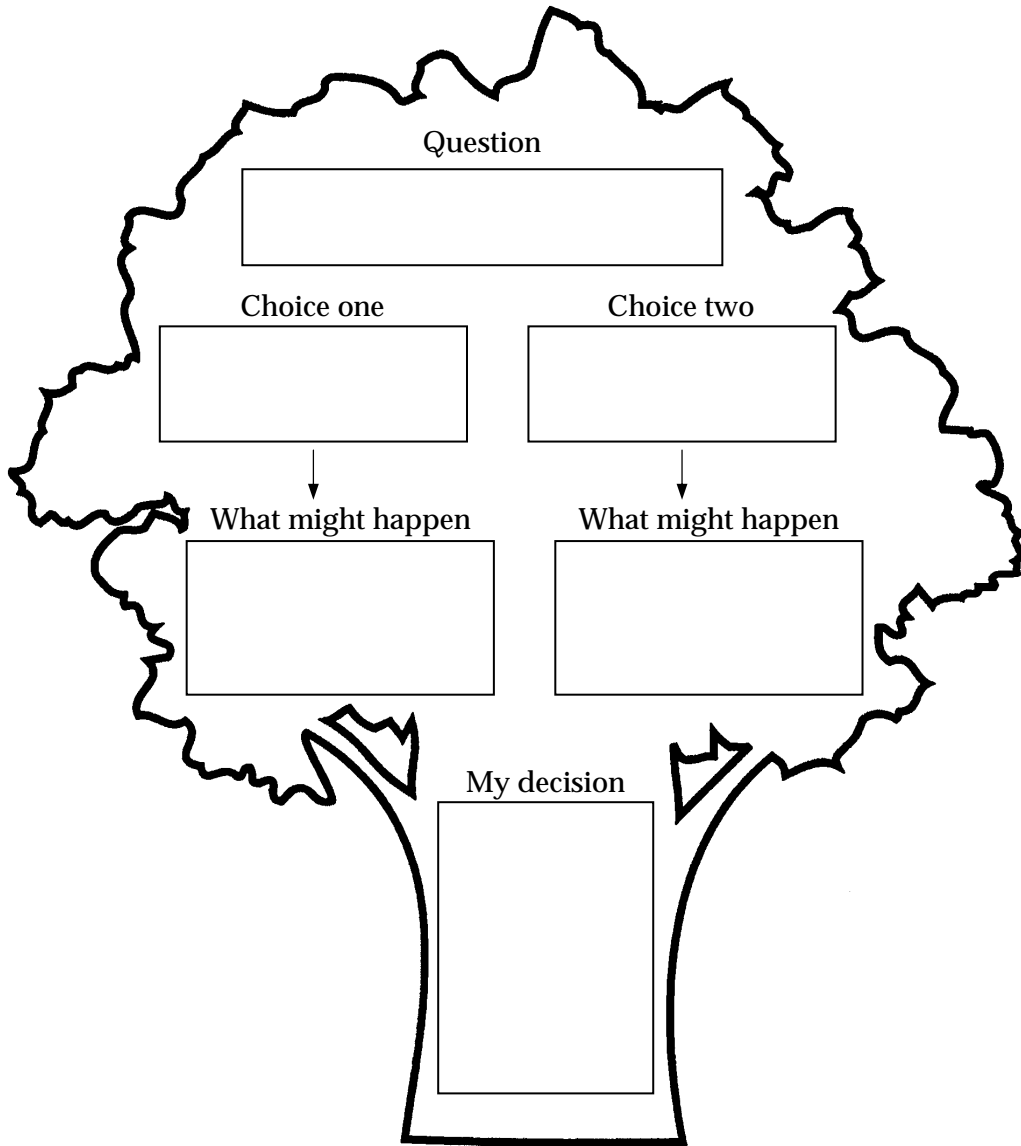 Question
Choice one
Choice two
What might happen
What might happen
My decision